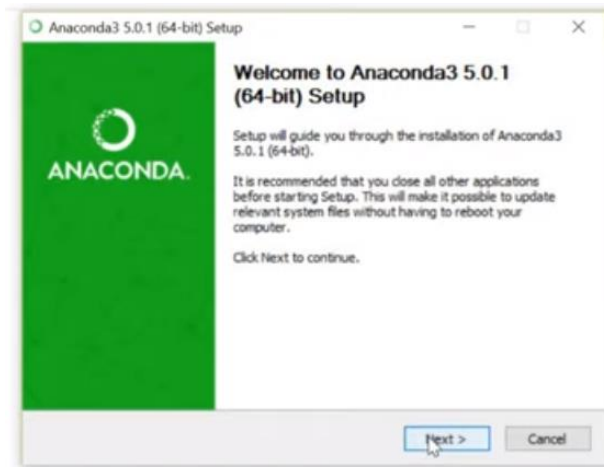 Anaconda3 5.0.1 (64-bit) Setup
ANACONDA.
Welcome to Anaconda3 5.0.1
(64-bit) Setup
Setup will guide you through the installation of Anaconda3
5.0.1 (64-bit).
It is recommended that you close all other applications
before starting Setup. This will make it possible to update
relevant system files without having to reboot your
computer.
Click Next to continue.
Next >
Cancel